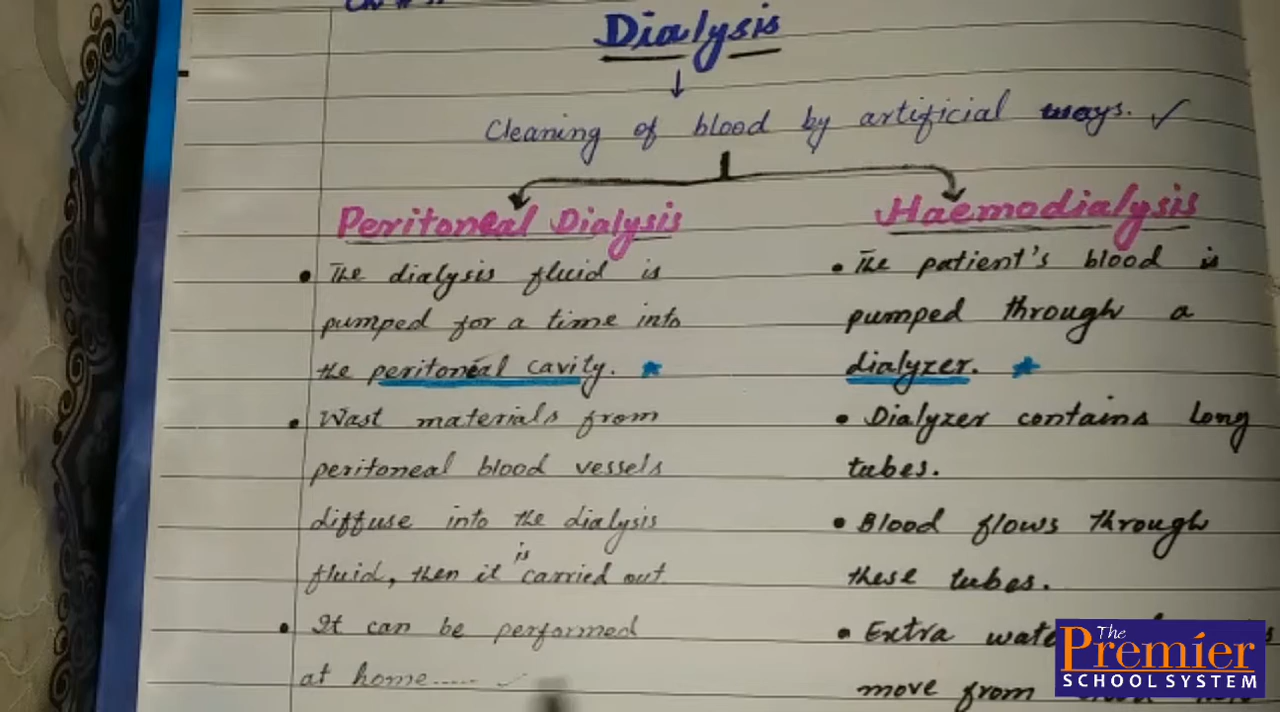 Dialysis
Cleaning of blood by artificial ways.
Peritoneal Dialysis
• The dialysis fluid is
pumped for a time into
the peritoneal cavity.
• Wast materials from
peritoneal blood vessels
diffuse into the dialysis
fluid, then it is carried out
• It can be performed
at home.....
Haemodialysis
• The patient's blood is
pumped through a
dialyzer.
• Dialyzer contains long
tubes.
• Blood flows through
these tubes.
• Extra
move from
The
Premier
SCHOOL SYSTEM